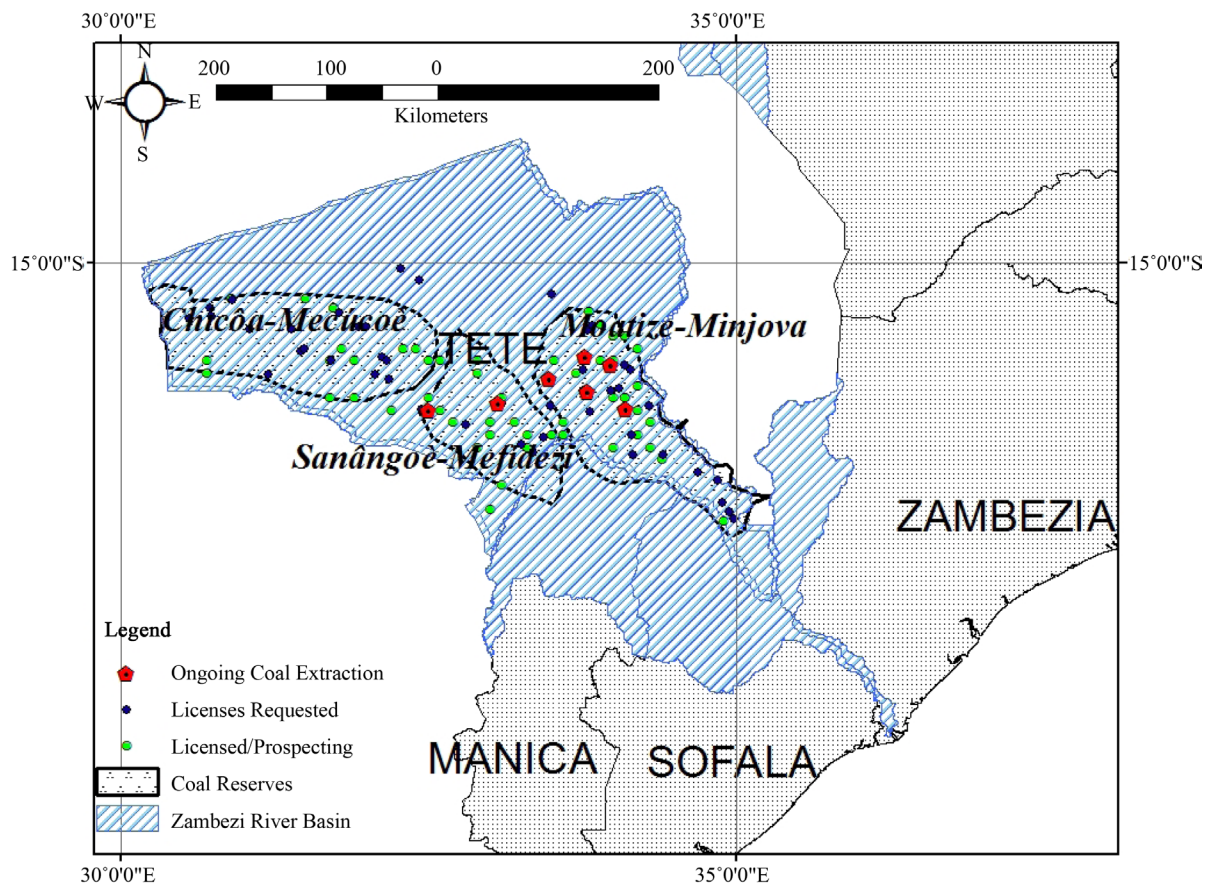 30°0'0"E 35°0'0"E
N
W E
S
200 100 0 200
Kilometers
15°0'0"S 15°0'0"S
Chicôa-Mecúcoè Moatize-Minjova
TETE
Sanângoè-Mefidezi
ZAMBEZIA
MANICA SOFALA
Legend
Ongoing Coal Extraction
Licenses Requested
Licensed/Prospecting
Coal Reserves
Zambezi River Basin
30°0'0"E 35°0'0"E